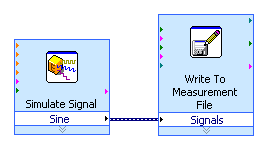 Simulate Signal
Sine
Write To
Measurement
File
Signals